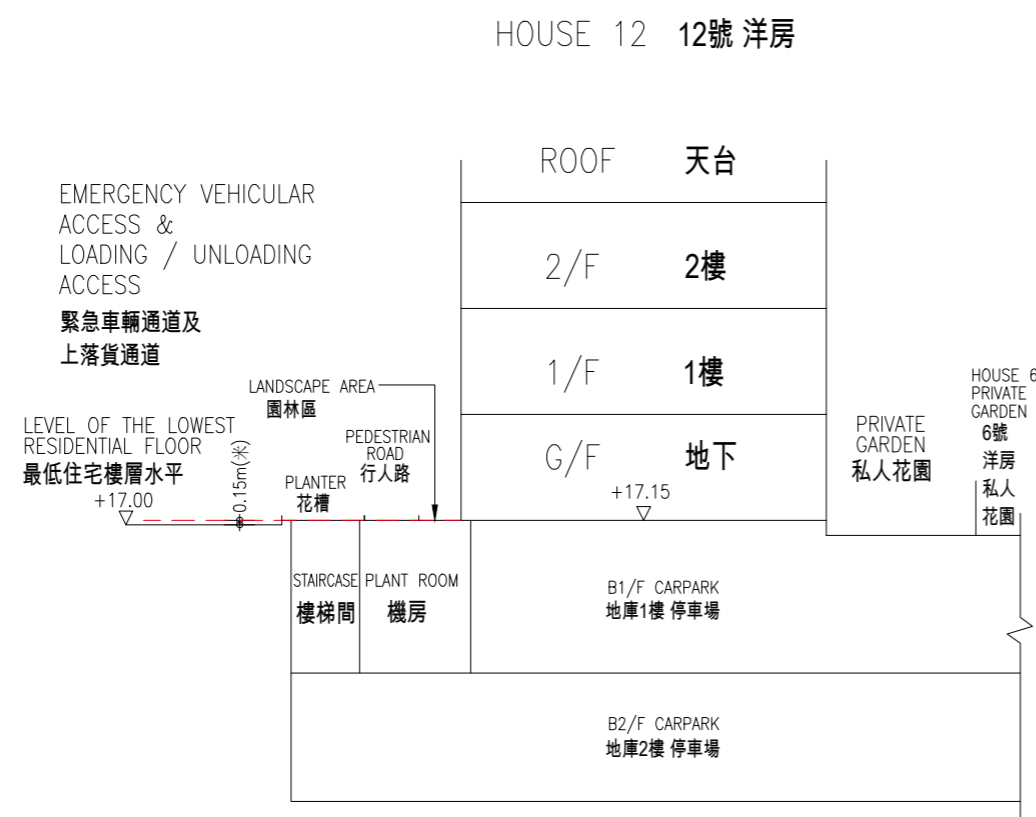 HOUSE 12 12號 洋房
ROOF 天台
EMERGENCY VEHICULAR
ACCESS &
LOADING / UNLOADING
ACCESS
緊急車輛通道及
上落貨通道
2/F 2樓
1/F 1樓
G/F 地下
+17.15
LANDSCAPE AREA
園林區
LEVEL OF THE LOWEST
RESIDENTIAL FLOOR
最低住宅樓層水平
+17.00
0.15m(米)
PLANTER
花槽
PEDESTRIAN
ROAD
行人路
PRIVATE
GARDEN
私人花園
HOUSE 6
PRIVATE
GARDEN
6號
洋房
私人
花園
STAIRCASE
樓梯間
PLANT ROOM
機房
B1/F CARPARK
地庫1樓 停車場
B2/F CARPARK
地庫2樓 停車場